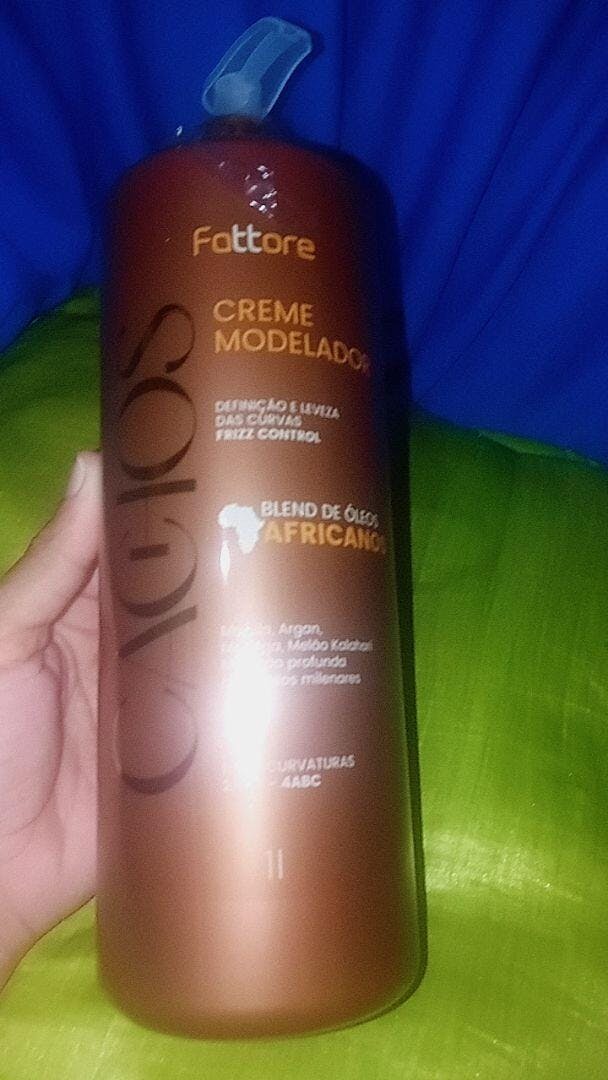 Fattore
CREME
MODELADOR
DEFINIÇÃO E LEVEZA
DAS CURVAS
FRIZZ CONTROL
BLEND DE ÓLEOS
AFRICANOS
Argan,
Melão Kalahari
profunda
milenares
CURVATURAS
4ABC
1l
CACHOS